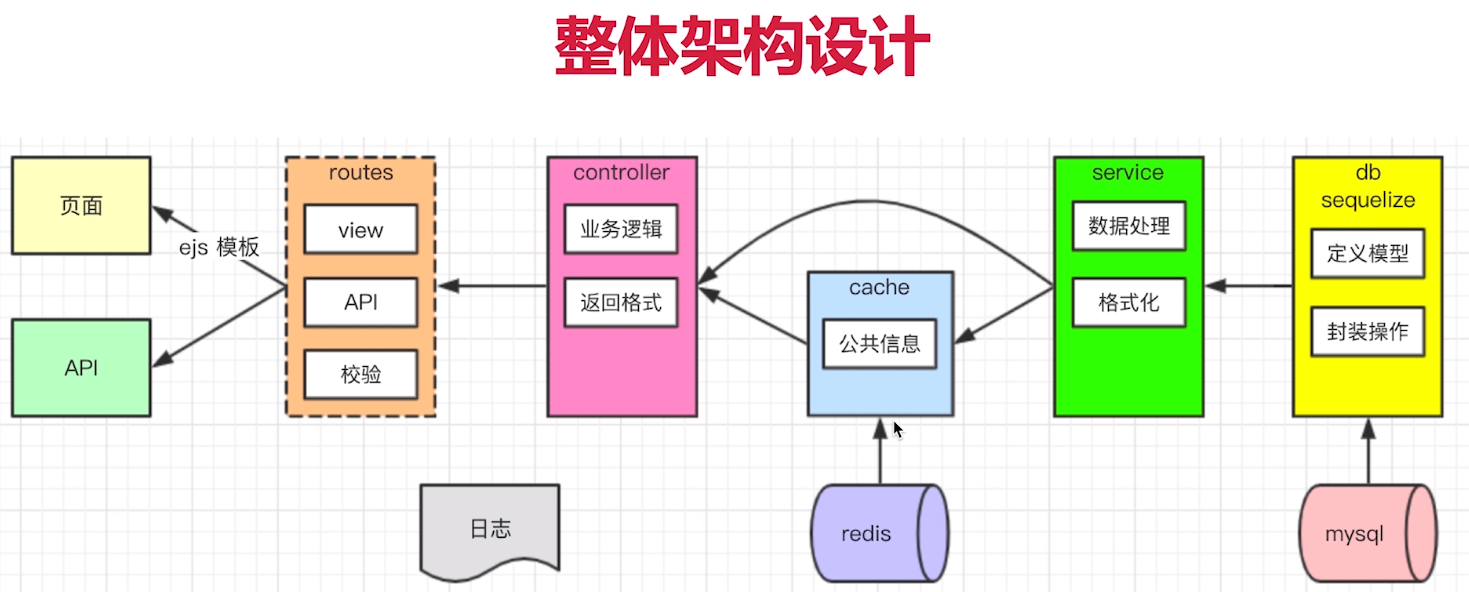 整体架构设计
页面
API
ejs 模板
routes
view
API
校验
controller
业务逻辑
返回格式
cache
公共信息
service
数据处理
格式化
db
sequelize
定义模型
封装操作
日志
redis
mysql